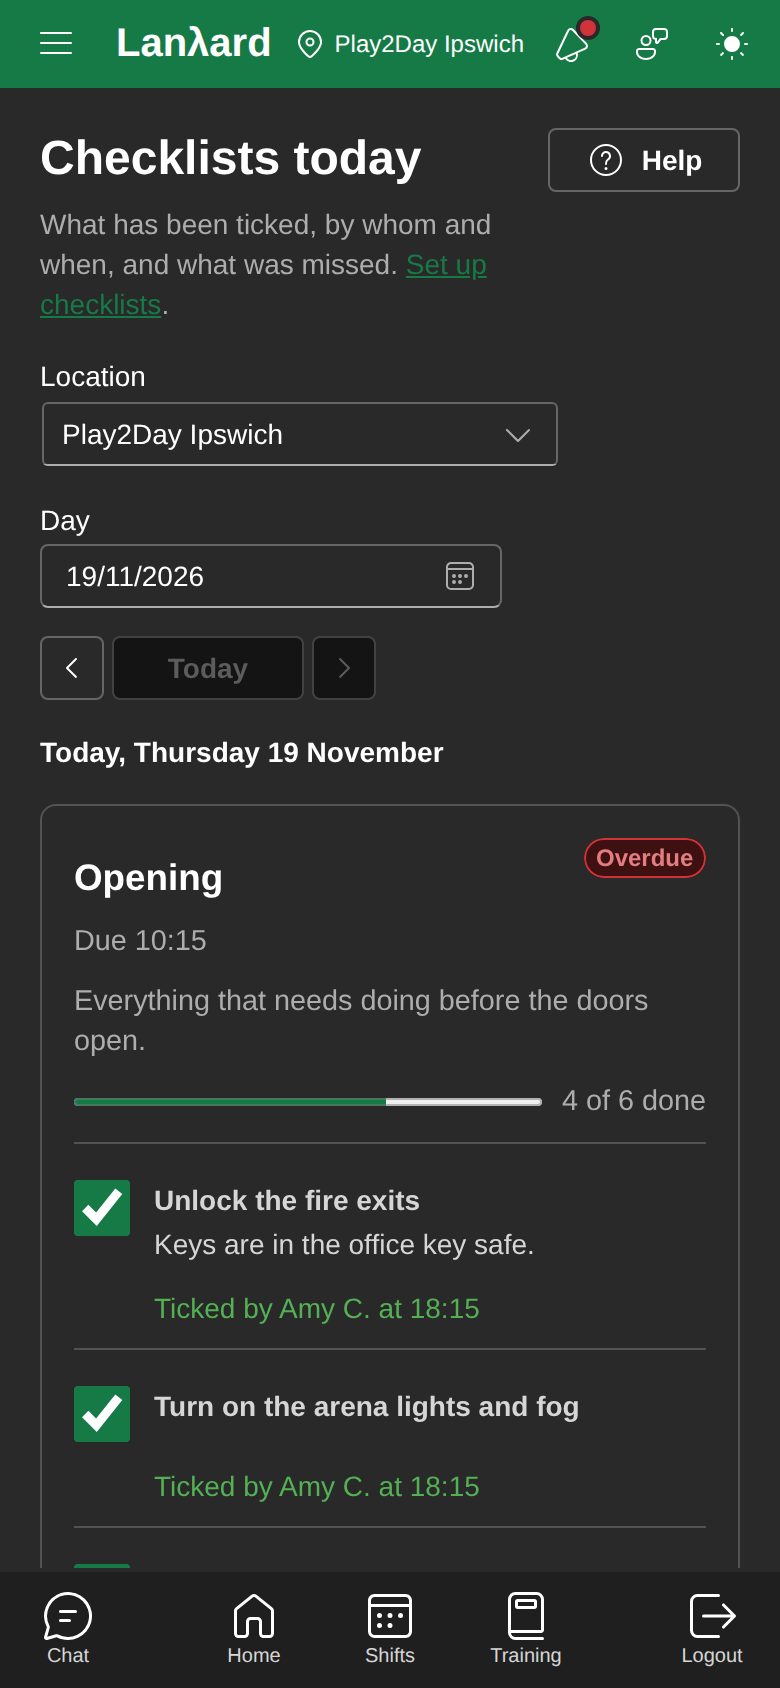 Lanλard
Play2Day Ipswich
Checklists today
Help
What has been ticked, by whom and
when, and what was missed. Set up
checklists.
Location
Play2Day Ipswich
Day
19/11/2026
Today
Today, Thursday 19 November
Opening
Overdue
Due 10:15
Everything that needs doing before the doors
open.
4 of 6 done
Unlock the fire exits
Keys are in the office key safe.
Ticked by Amy C. at 18:15
Turn on the arena lights and fog
Ticked by Amy C. at 18:15
Chat
Home
Shifts
Training
Logout